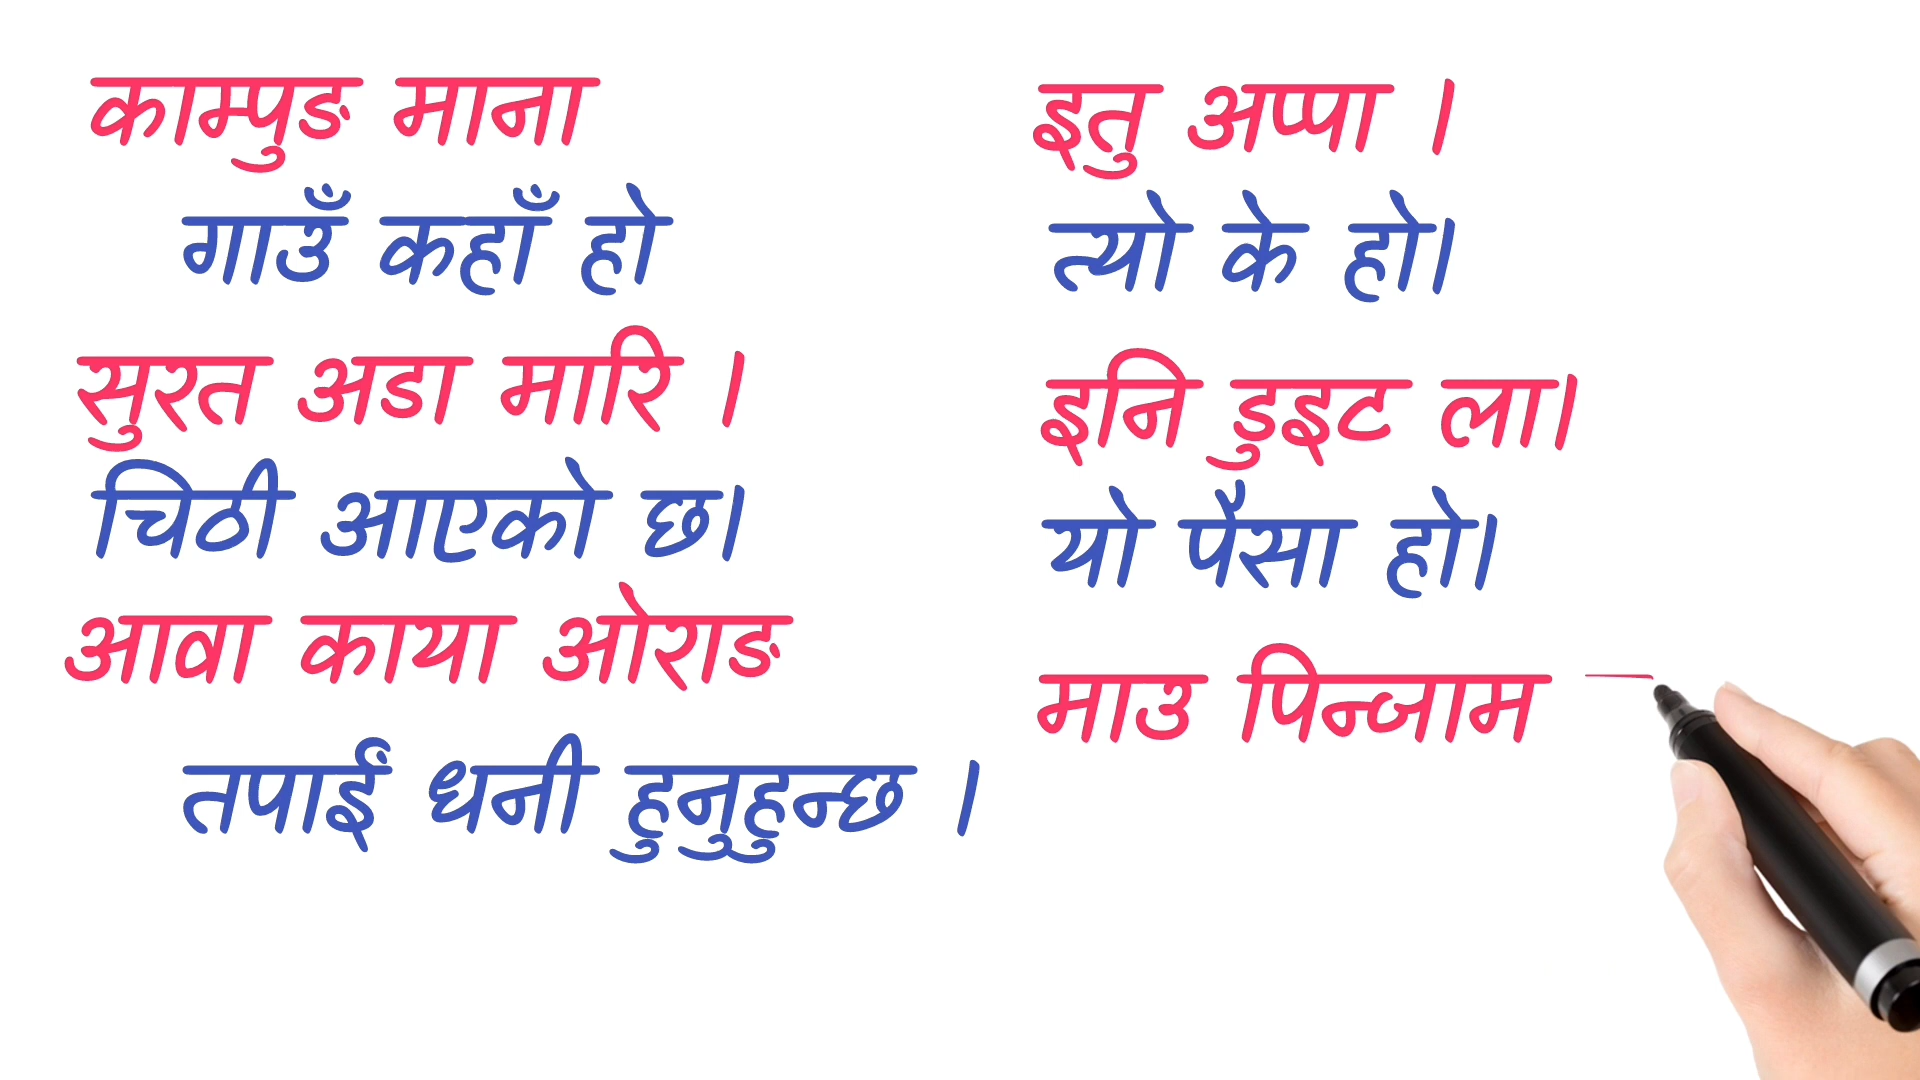 काम्पुङ माना
गाउँ कहाँ हो
सुरत अडा मारि ।
चिठी आएको छ।
आवा काया ओराङ
तपाईं धनी हुनुहुन्छ ।
इतु अप्पा ।
त्यो के हो।
इनि डुइट ला।
यो पैसा हो।
माउ पिन्जाम